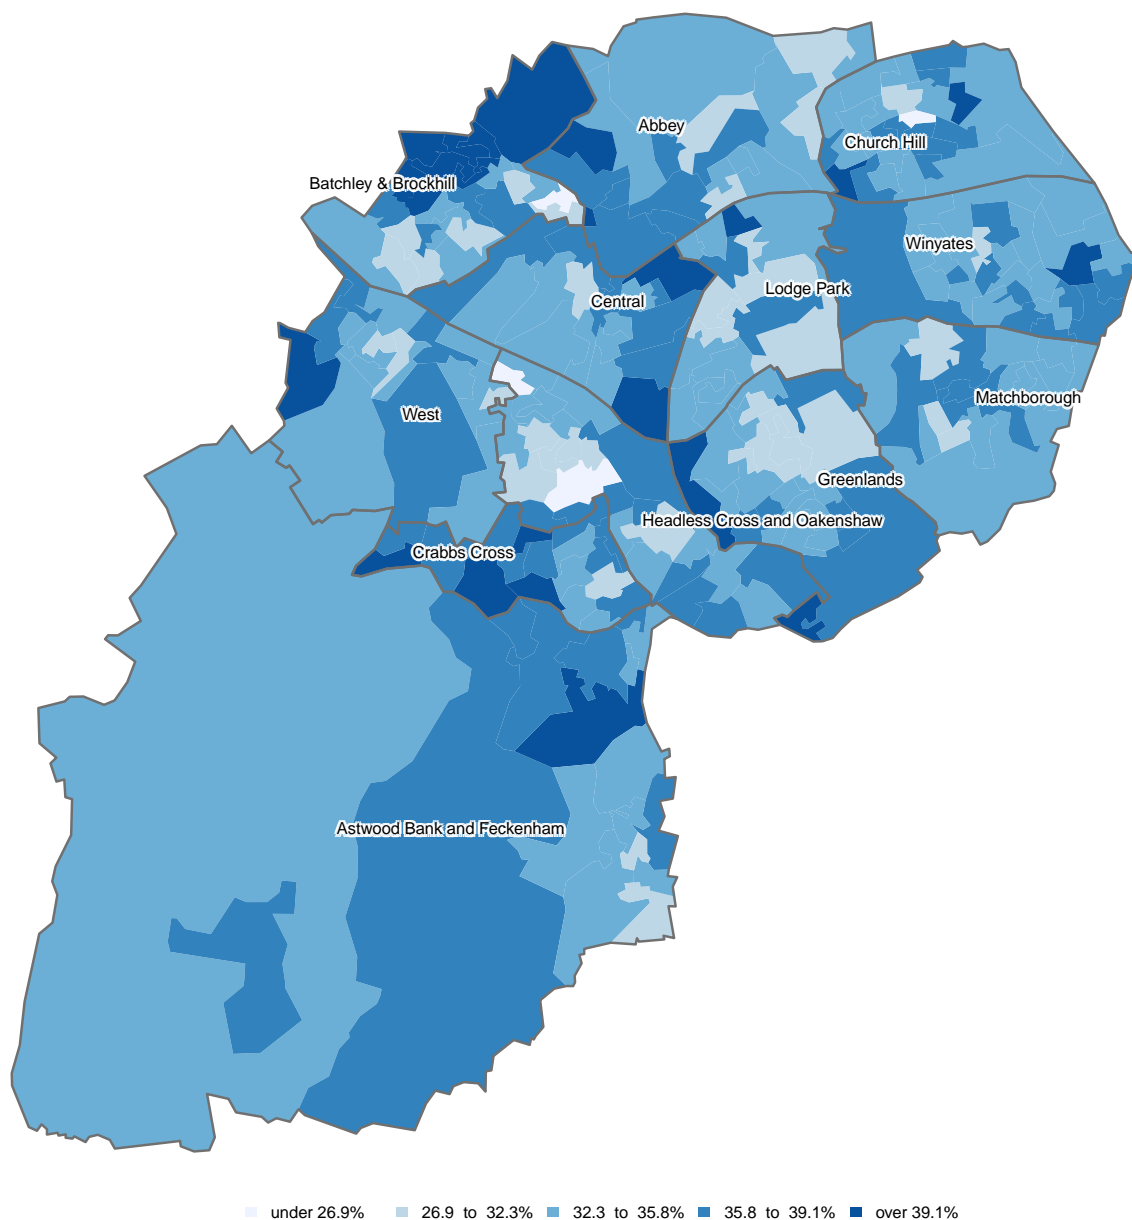 Abbey
Church Hill
Batchley & Brockhill
Winyates
Lodge Park
Central
Matchborough
West
Greenlands
Headless Cross and Oakenshaw
Crabbs Cross
Astwood Bank and Feckenham
under 26.9% 26.9 to 32.3% 32.3 to 35.8% 35.8 to 39.1% over 39.1%